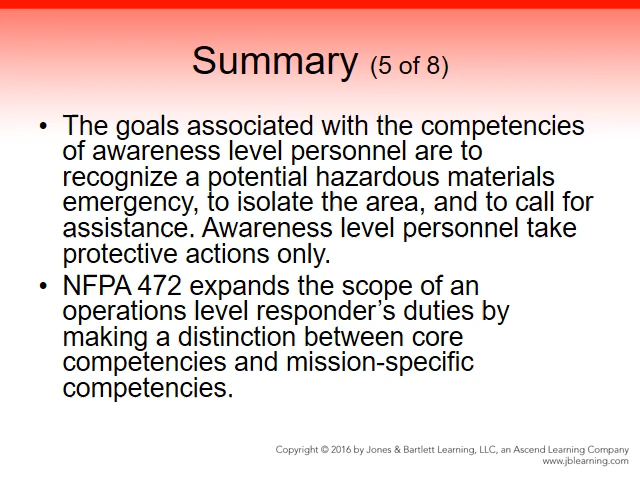 Summary (5 of 8)
• The goals associated with the competencies
of awareness level personnel are to
recognize a potential hazardous materials
emergency, to isolate the area, and to call for
assistance. Awareness level personnel take
protective actions only.
• NFPA 472 expands the scope of an
operations level responder’s duties by
making a distinction between core
competencies and mission-specific
competencies.
Copyright © 2016 by Jones & Bartlett Learning, LLC, an Ascend Learning Company
www.jblearning.com